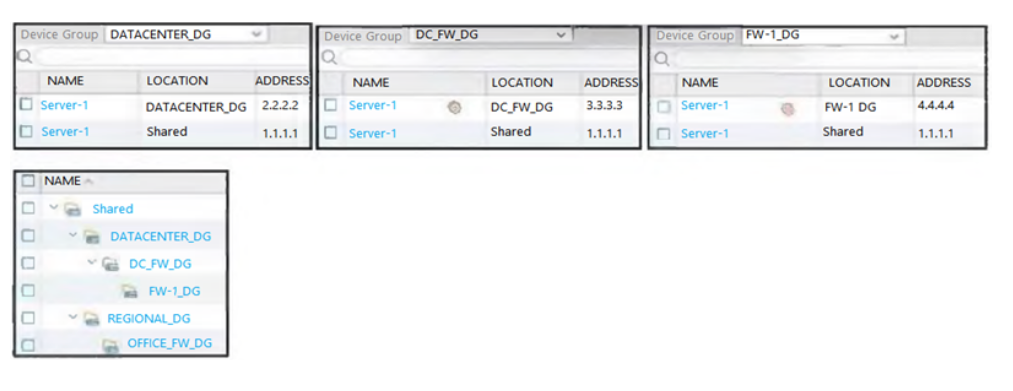 Device Group DATACENTER_DG
NAME LOCATION ADDRESS
Server-1 DATACENTER_DG 2.2.2.2
Server-1 Shared 1.1.1.1
Device Group DC_FW_DG
NAME LOCATION ADDRESS
Server-1 DC_FW_DG 3.3.3.3
Server-1 Shared 1.1.1.1
Device Group FW-1_DG
NAME LOCATION ADDRESS
Server-1 FW-1 DG 4.4.4.4
Server-1 Shared 1.1.1.1
NAME
Shared
DATACENTER_DG
DC_FW_DG
FW-1_DG
REGIONAL_DG
OFFICE_FW_DG